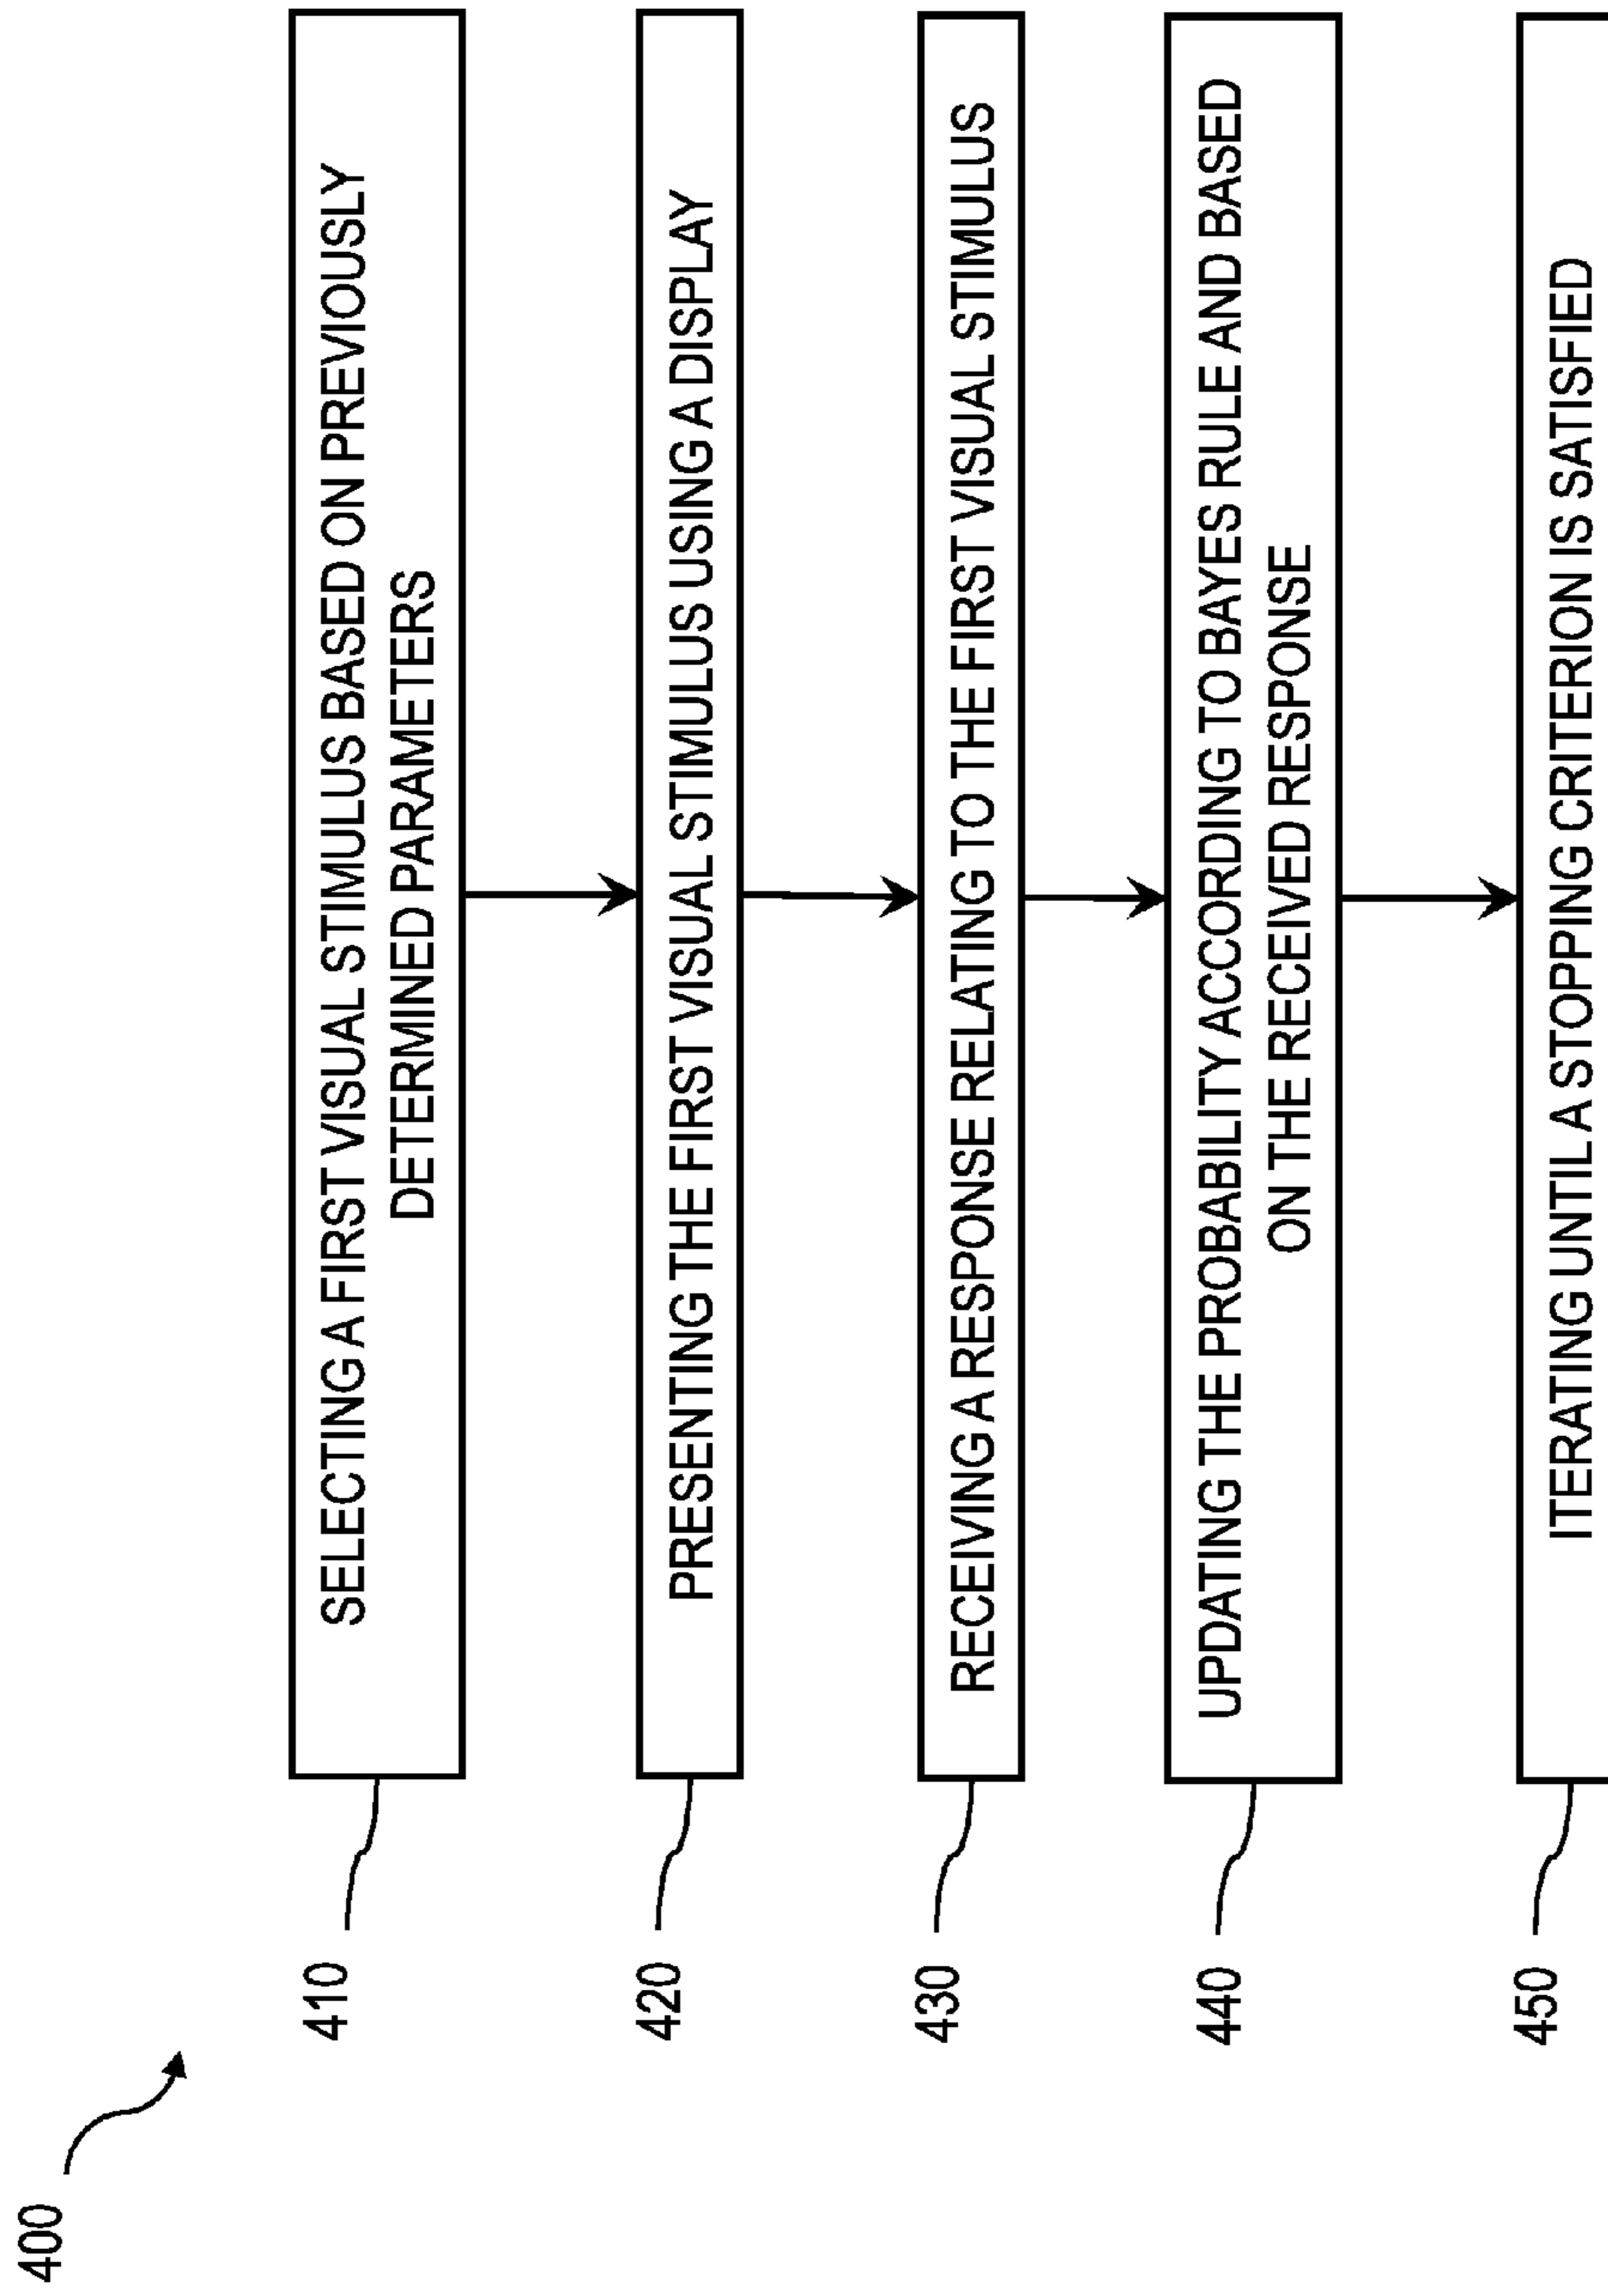 400
410
SELECTING A FIRST VISUAL STIMULUS BASED ON PREVIOUSLY
DETERMINED PARAMETERS
420
PRESENTING THE FIRST VISUAL STIMULUS USING A DISPLAY
430
RECEIVING A RESPONSE RELATING TO THE FIRST VISUAL STIMULUS
440
UPDATING THE PROBABILITY ACCORDING TO BAYES RULE AND BASED
ON THE RECEIVED RESPONSE
450
ITERATING UNTIL A STOPPING CRITERION IS SATISFIED